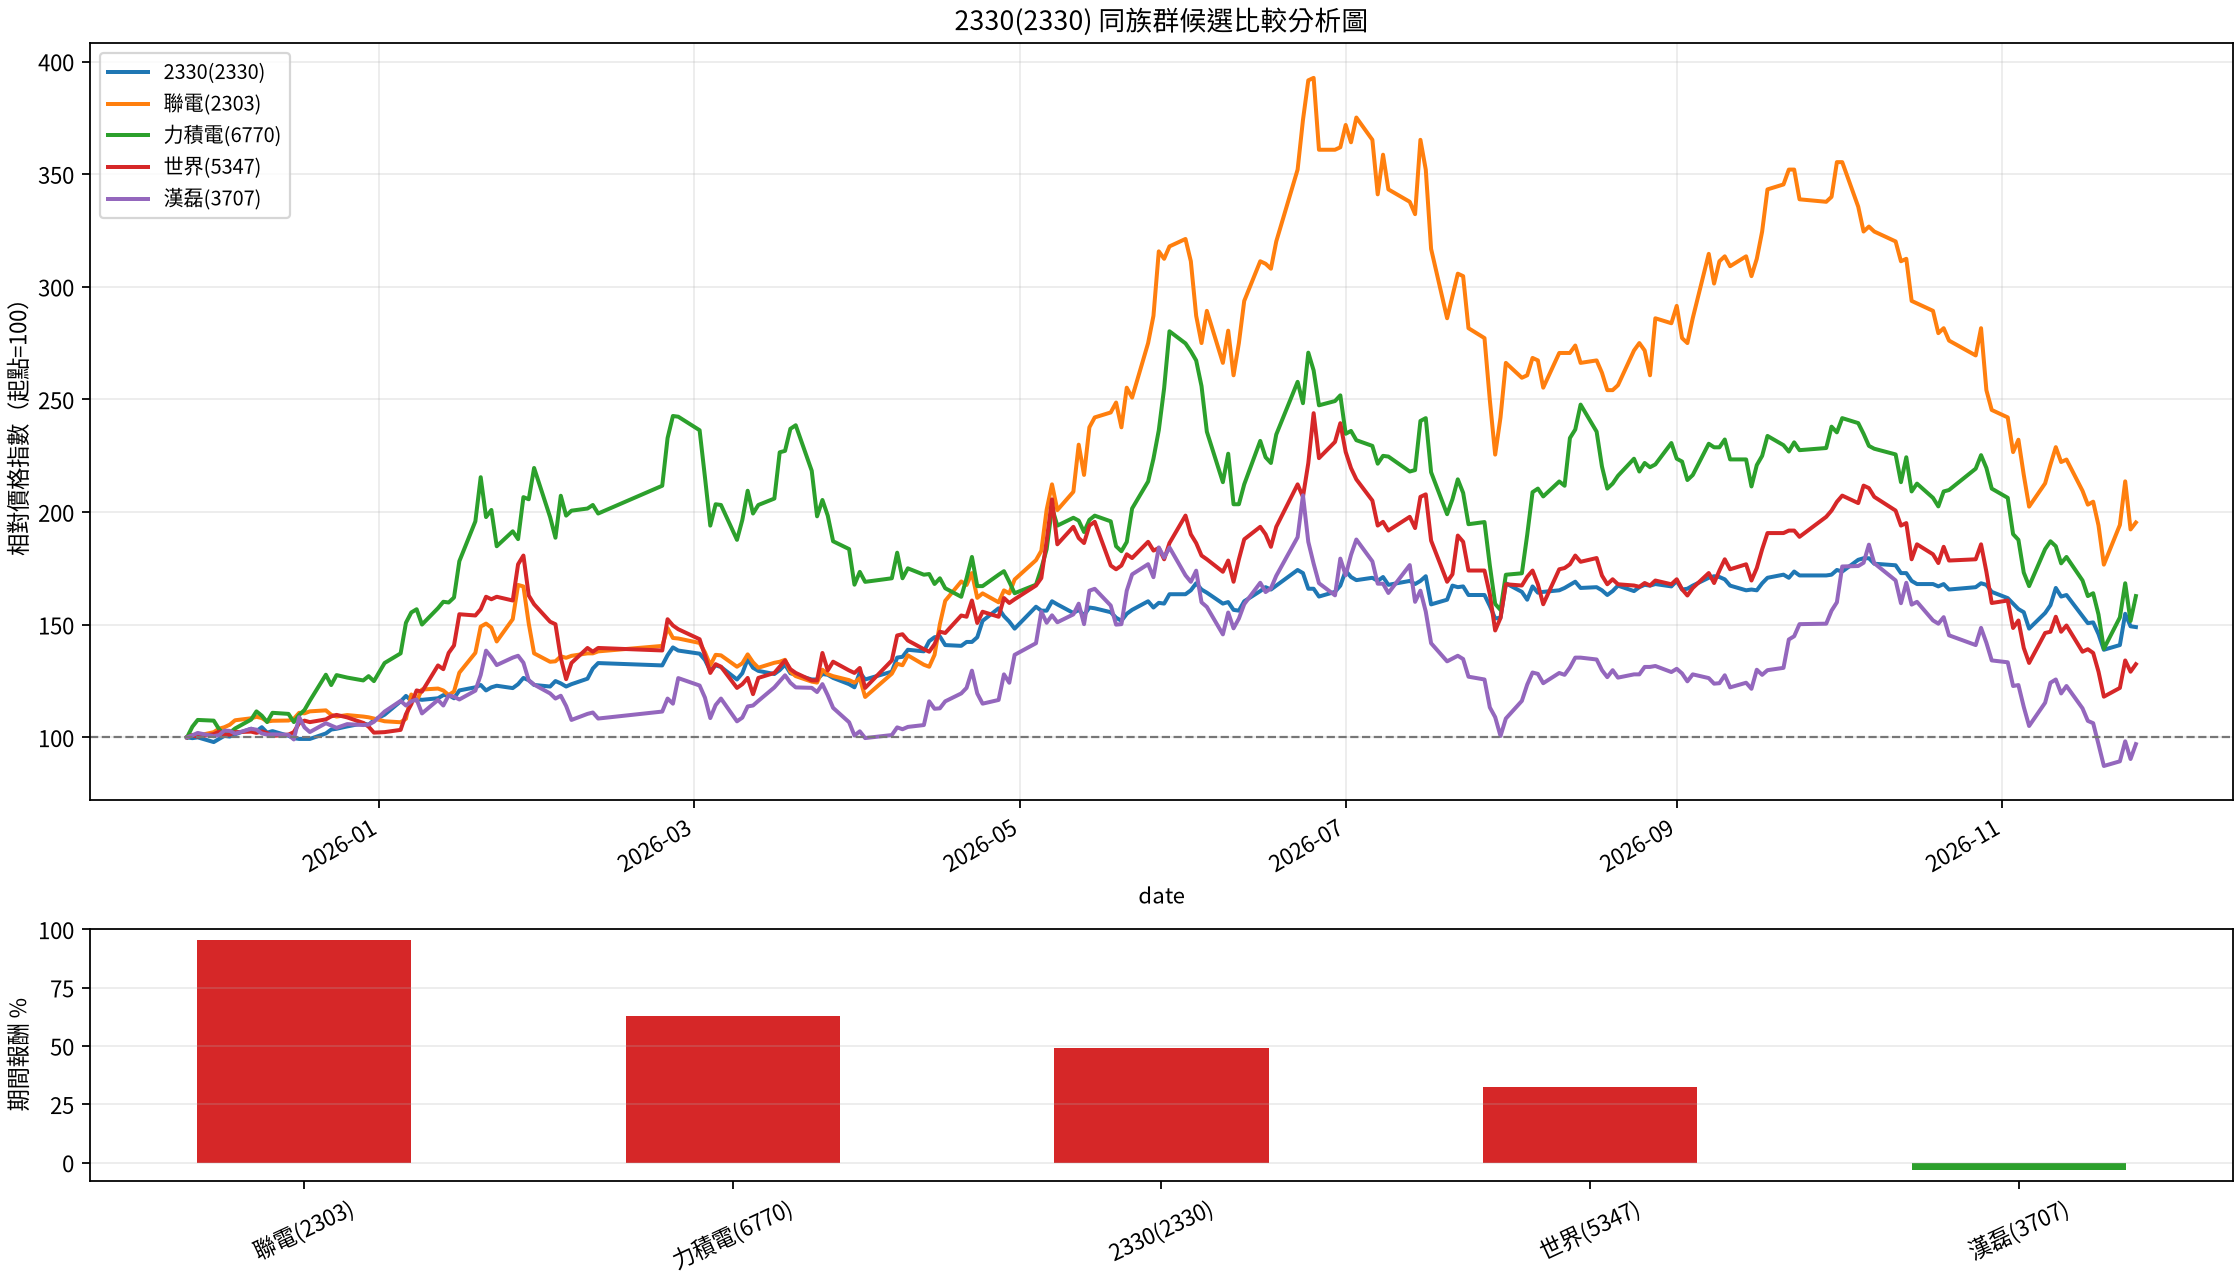 2330(2330) 同族群候選比較分析圖
2330(2330)
聯電(2303)
力積電(6770)
世界(5347)
漢磊(3707)
相對價格指數（起點=100）
400
350
300
250
200
150
100
2026-01
2026-03
2026-05
2026-07
2026-09
2026-11
date
期間報酬 %
100
75
50
25
0
聯電(2303)
力積電(6770)
2330(2330)
世界(5347)
漢磊(3707)